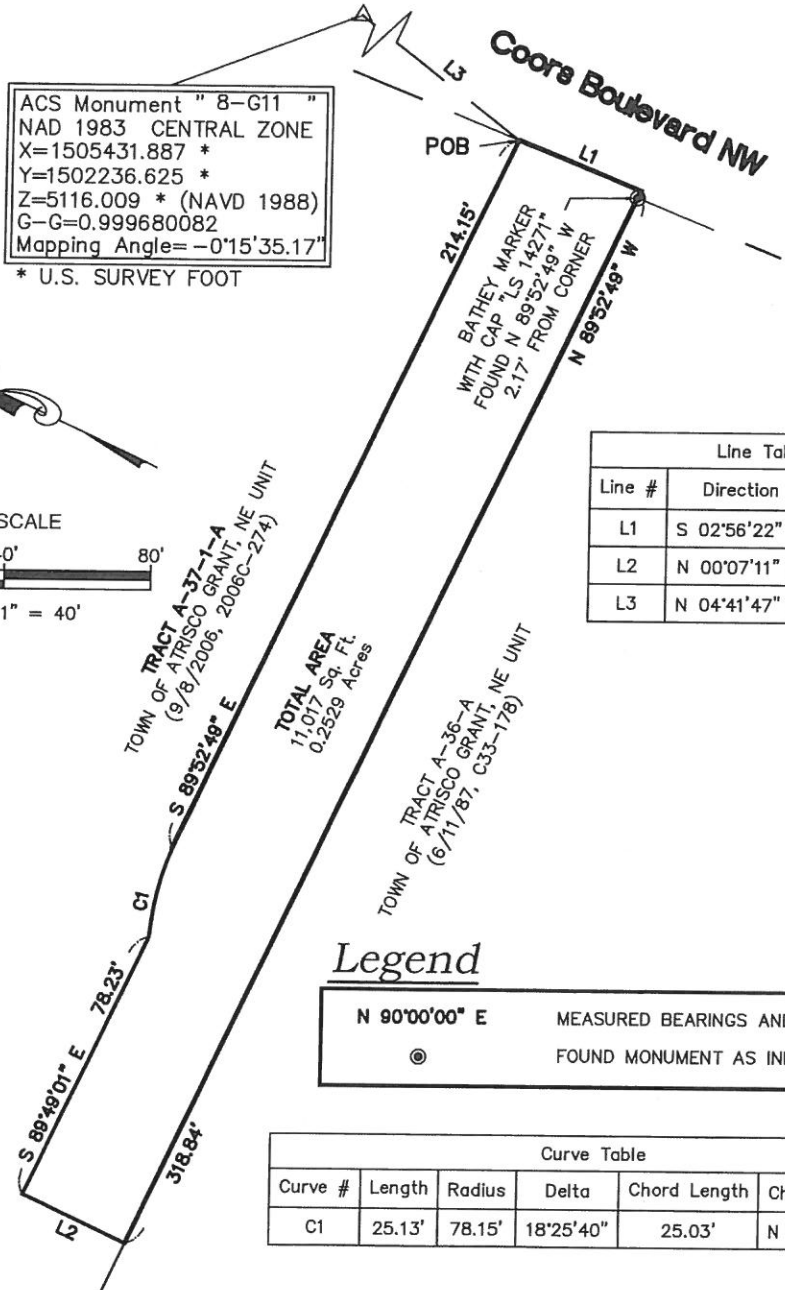 Coors Boulevard NW
L3
ACS Monument " 8-G11 "
NAD 1983 CENTRAL ZONE
X=1505431.887 *
Y=1502236.625 *
Z=5116.009 * (NAVD 1988)
G-G=0.999680082
Mapping Angle= -0°15'35.17"
* U.S. SURVEY FOOT
POB
L1
214.15'
BATHEY MARKER
WITH CAP "LS 14271"
FOUND N 89°52'49" W
2.17' FROM CORNER
N 89°52'49" W
SCALE
80'
1" = 40'
Line #
Direction
L1
S 02°56'22"
L2
N 00°07'11"
L3
N 04°41'47"
TRACT A-37-1-A
TOWN OF ATRISCO GRANT, NE UNIT
(9/8/2006, 2006C-274)
S 89°52'49" E
TOTAL AREA
11,017 Sq. Ft.
0.2529 Acres
TRACT A-36-A
TOWN OF ATRISCO GRANT, NE UNIT
(6/11/87, C33-178)
C1
78.23'
S 89°49'01" E
L2
318.84'
Legend
N 90°00'00" E MEASURED BEARINGS
FOUND MONUMENT AS
Curve Table
Curve # Length Radius Delta Chord Length
C1 25.13' 78.15' 18°25'40" 25.03' N